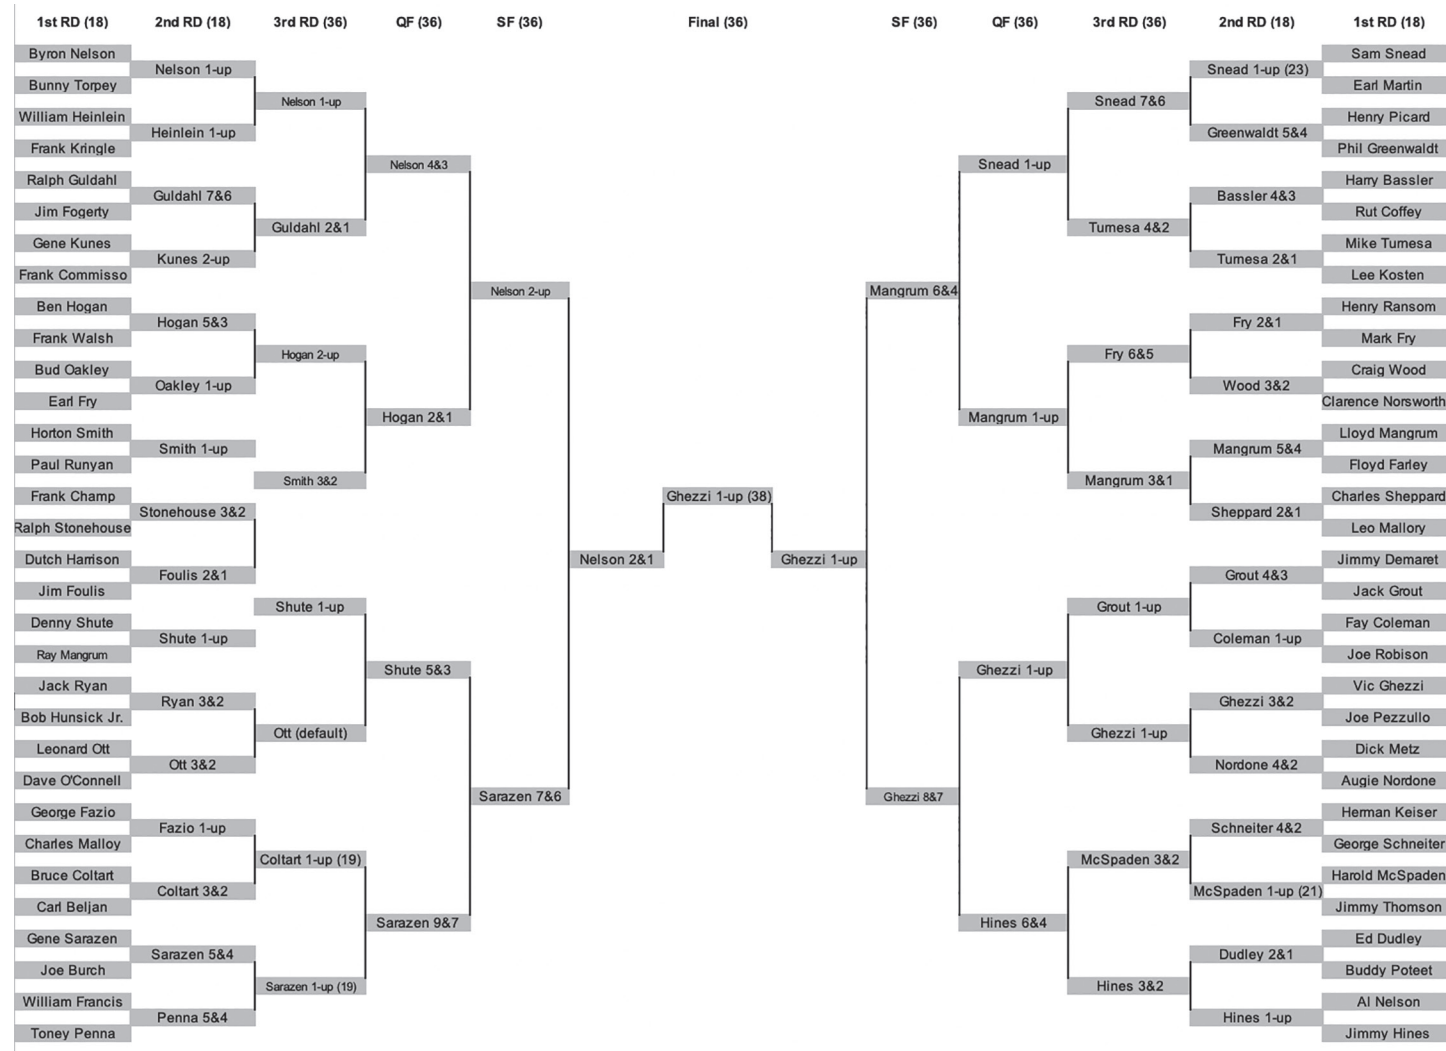 1st RD (18) 2nd RD (18) 3rd RD (36) QF (36) SF (36) Final (36) SF (36) QF (36) 3rd RD (36) 2nd RD (18) 1st RD (18)
Byron Nelson Sam Snead
Nelson 1-up Snead 1-up (23)
Bunny Torpey Earl Martin
Nelson 1-up Snead 7&6
William Heinlein Henry Picard
Heinlein 1-up Greenwaldt 5&4
Frank Kringle Phil Greenwaldt
Nelson 4&3 Snead 1-up
Ralph Guldahl Harry Bassler
Guldahl 7&6 Bassler 4&3
Jim Fogerty Rut Coffey
Guldahl 2&1 Turnesa 4&2
Gene Kunes Mike Turnesa
Kunes 2-up Turnesa 2&1
Frank Commisso Lee Kosten
Nelson 2-up Mangrum 6&4
Ben Hogan Henry Ransom
Hogan 5&3 Fry 2&1
Frank Walsh Mark Fry
Hogan 2-up Fry 6&5
Bud Oakley Craig Wood
Oakley 1-up Wood 3&2
Earl Fry Clarence Norsworth
Hogan 2&1 Mangrum 1-up
Horton Smith Lloyd Mangrum
Smith 1-up Mangrum 5&4
Paul Runyan Floyd Farley
Smith 3&2 Mangrum 3&1
Frank Champ Ghezzi 1-up (38) Charles Sheppard
Stonehouse 3&2 Sheppard 2&1
Ralph Stonehouse Leo Mallory
Dutch Harrison Nelson 2&1 Ghezzi 1-up Jimmy Demaret
Foulis 2&1 Grout 4&3
Jim Foulis Jack Grout
Shute 1-up Grout 1-up
Denny Shute Fay Coleman
Shute 1-up Coleman 1-up
Ray Mangrum Joe Robison
Shute 5&3 Ghezzi 1-up
Jack Ryan Vic Ghezzi
Ryan 3&2 Ghezzi 3&2
Bob Hunsick Jr. Joe Pezzullo
Ott (default) Ghezzi 1-up
Leonard Ott Dick Metz
Ott 3&2 Nordone 4&2
Dave O'Connell Augie Nordone
Sarazen 7&6 Ghezzi 8&7
George Fazio Herman Keiser
Fazio 1-up Schneiter 4&2
Charles Malloy George Schneiter
Coltart 1-up (19) McSpaden 3&2
Bruce Coltart Harold McSpaden
Coltart 3&2 McSpaden 1-up (21)
Carl Beljan Jimmy Thomson
Sarazen 9&7 Hines 6&4
Gene Sarazen Ed Dudley
Sarazen 5&4 Dudley 2&1
Joe Burch Buddy Poteet
Sarazen 1-up (19) Hines 3&2
William Francis Al Nelson
Penna 5&4 Hines 1-up
Toney Penna Jimmy Hines